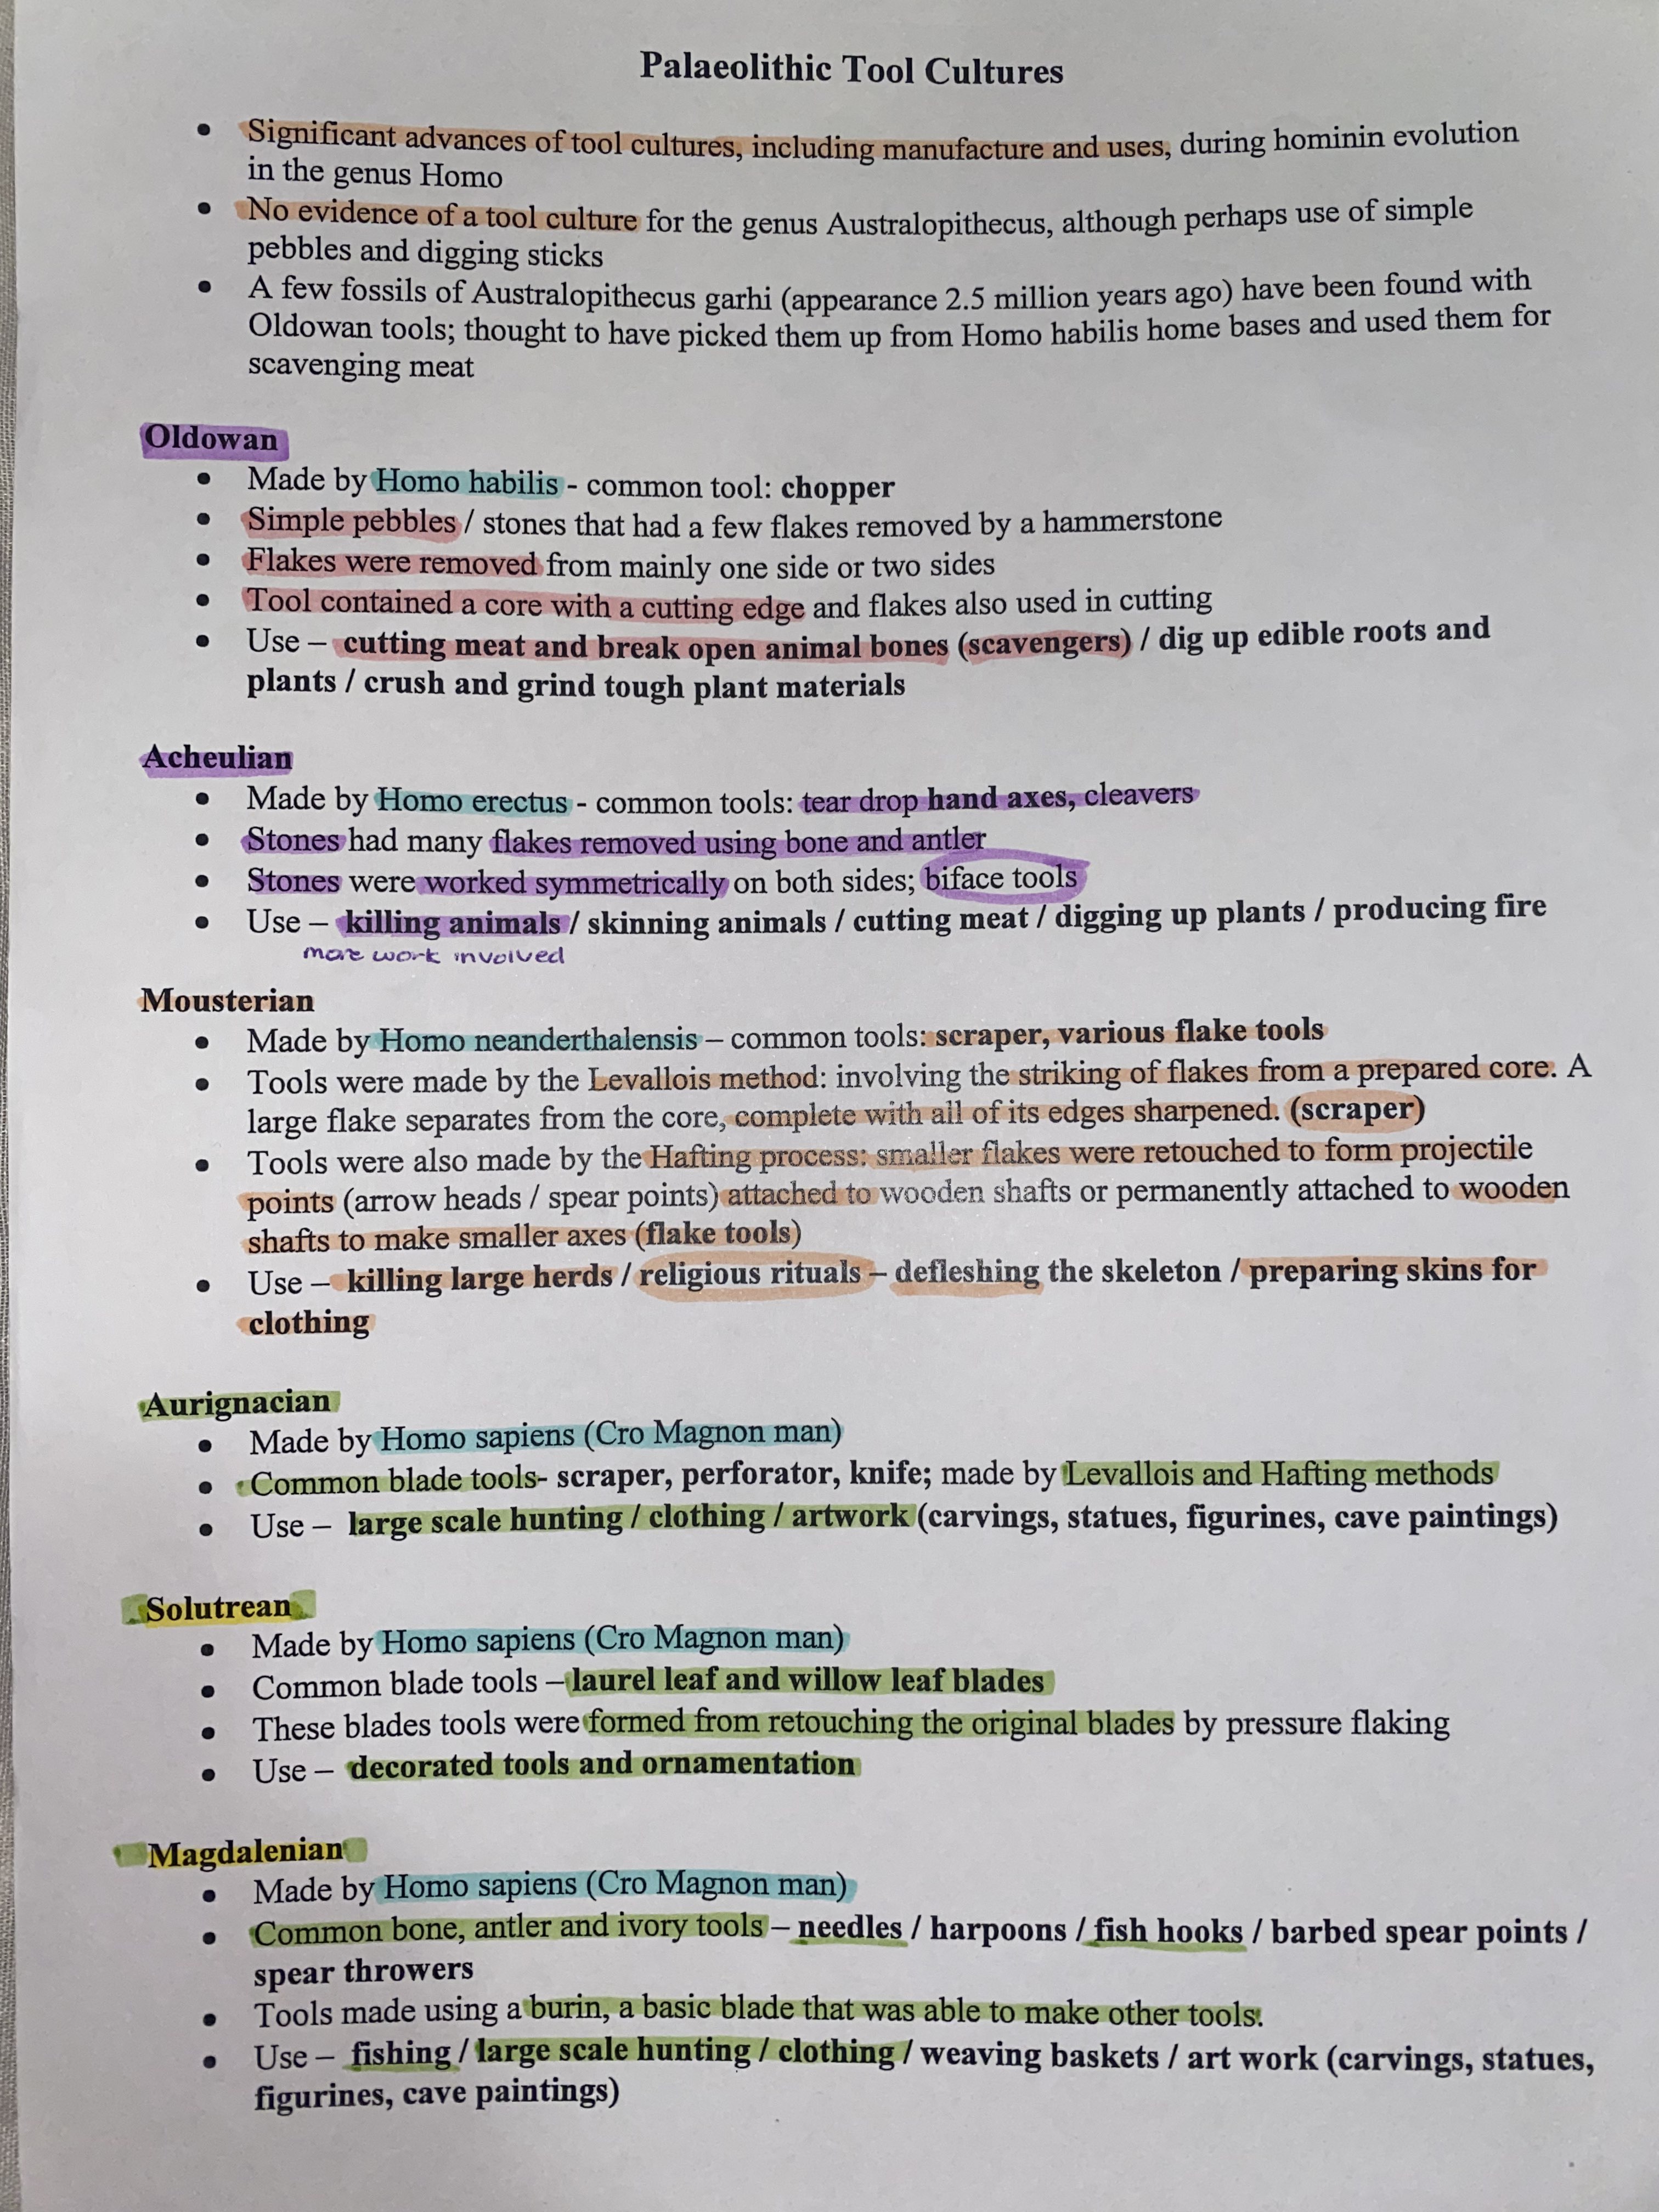 Palaeolithic Tool Cultures
• Significant advances of tool cultures, including manufacture and uses, during hominin evolution
in the genus Homo
• No evidence of a tool culture for the genus Australopithecus, although perhaps use of simple
pebbles and digging sticks
• A few fossils of Australopithecus garhi (appearance 2.5 million years ago) have been found with
Oldowan tools; thought to have picked them up from Homo habilis home bases and used them for
scavenging meat
Oldowan
• Made by Homo habilis - common tool: chopper
• Simple pebbles / stones that had a few flakes removed by a hammerstone
• Flakes were removed from mainly one side or two sides
• Tool contained a core with a cutting edge and flakes also used in cutting
• Use – cutting meat and break open animal bones (scavengers) / dig up edible roots and
plants / crush and grind tough plant materials
Acheulian
• Made by Homo erectus - common tools: tear drop hand axes, cleavers
• Stones had many flakes removed using bone and antler
• Stones were worked symmetrically on both sides; biface tools
• Use – killing animals / skinning animals / cutting meat / digging up plants / producing fire
more work involved
Mousterian
• Made by Homo neanderthalensis – common tools: scraper, various flake tools
• Tools were made by the Levallois method: involving the striking of flakes from a prepared core. A
large flake separates from the core, complete with all of its edges sharpened. (scraper)
• Tools were also made by the Hafting process: smaller flakes were retouched to form projectile
points (arrow heads / spear points) attached to wooden shafts or permanently attached to wooden
shafts to make smaller axes (flake tools)
• Use – killing large herds / religious rituals – defleshing the skeleton / preparing skins for
clothing
Aurignacian
• Made by Homo sapiens (Cro Magnon man)
• Common blade tools- scraper, perforator, knife; made by Levallois and Hafting methods
• Use – large scale hunting / clothing / artwork (carvings, statues, figurines, cave paintings)
Solutrean
• Made by Homo sapiens (Cro Magnon man)
• Common blade tools – laurel leaf and willow leaf blades
• These blades tools were formed from retouching the original blades by pressure flaking
• Use – decorated tools and ornamentation
Magdalenian
• Made by Homo sapiens (Cro Magnon man)
• Common bone, antler and ivory tools – needles / harpoons / fish hooks / barbed spear points /
spear throwers
• Tools made using a burin, a basic blade that was able to make other tools.
• Use – fishing / large scale hunting / clothing / weaving baskets / art work (carvings, statues,
figurines, cave paintings)